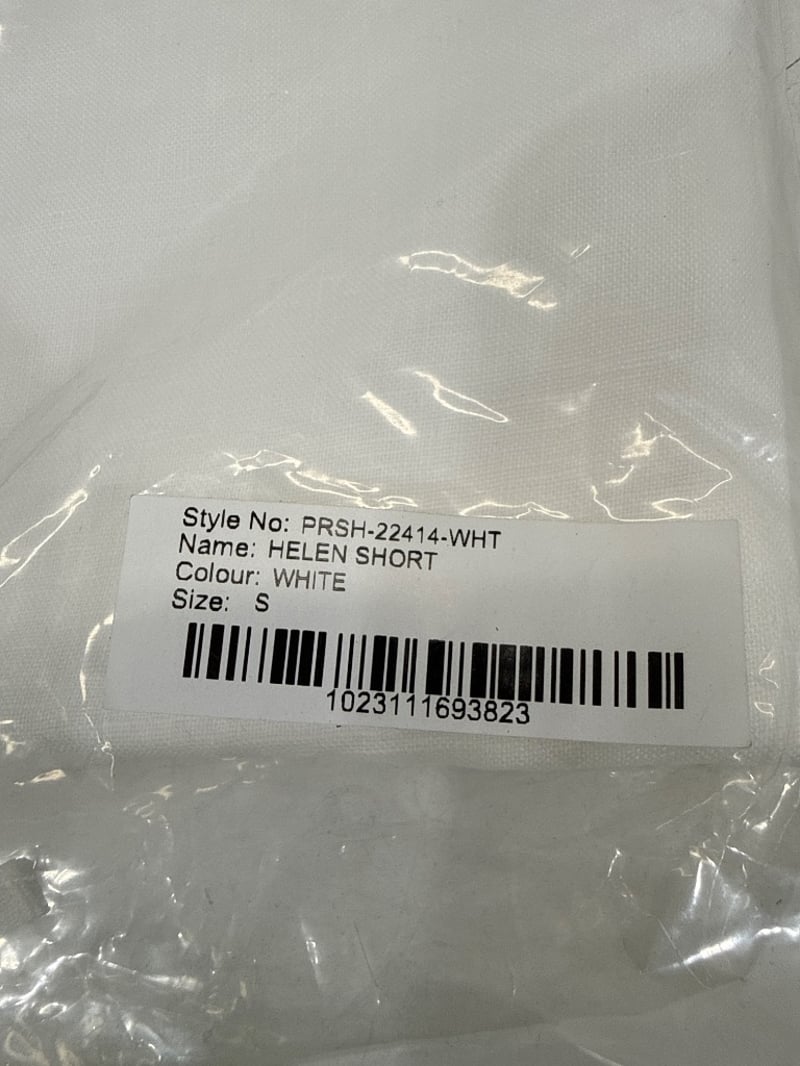 Style No: PRSH-22414-WHT
Name: HELEN SHORT
Colour: WHITE
Size: S
1023111693823